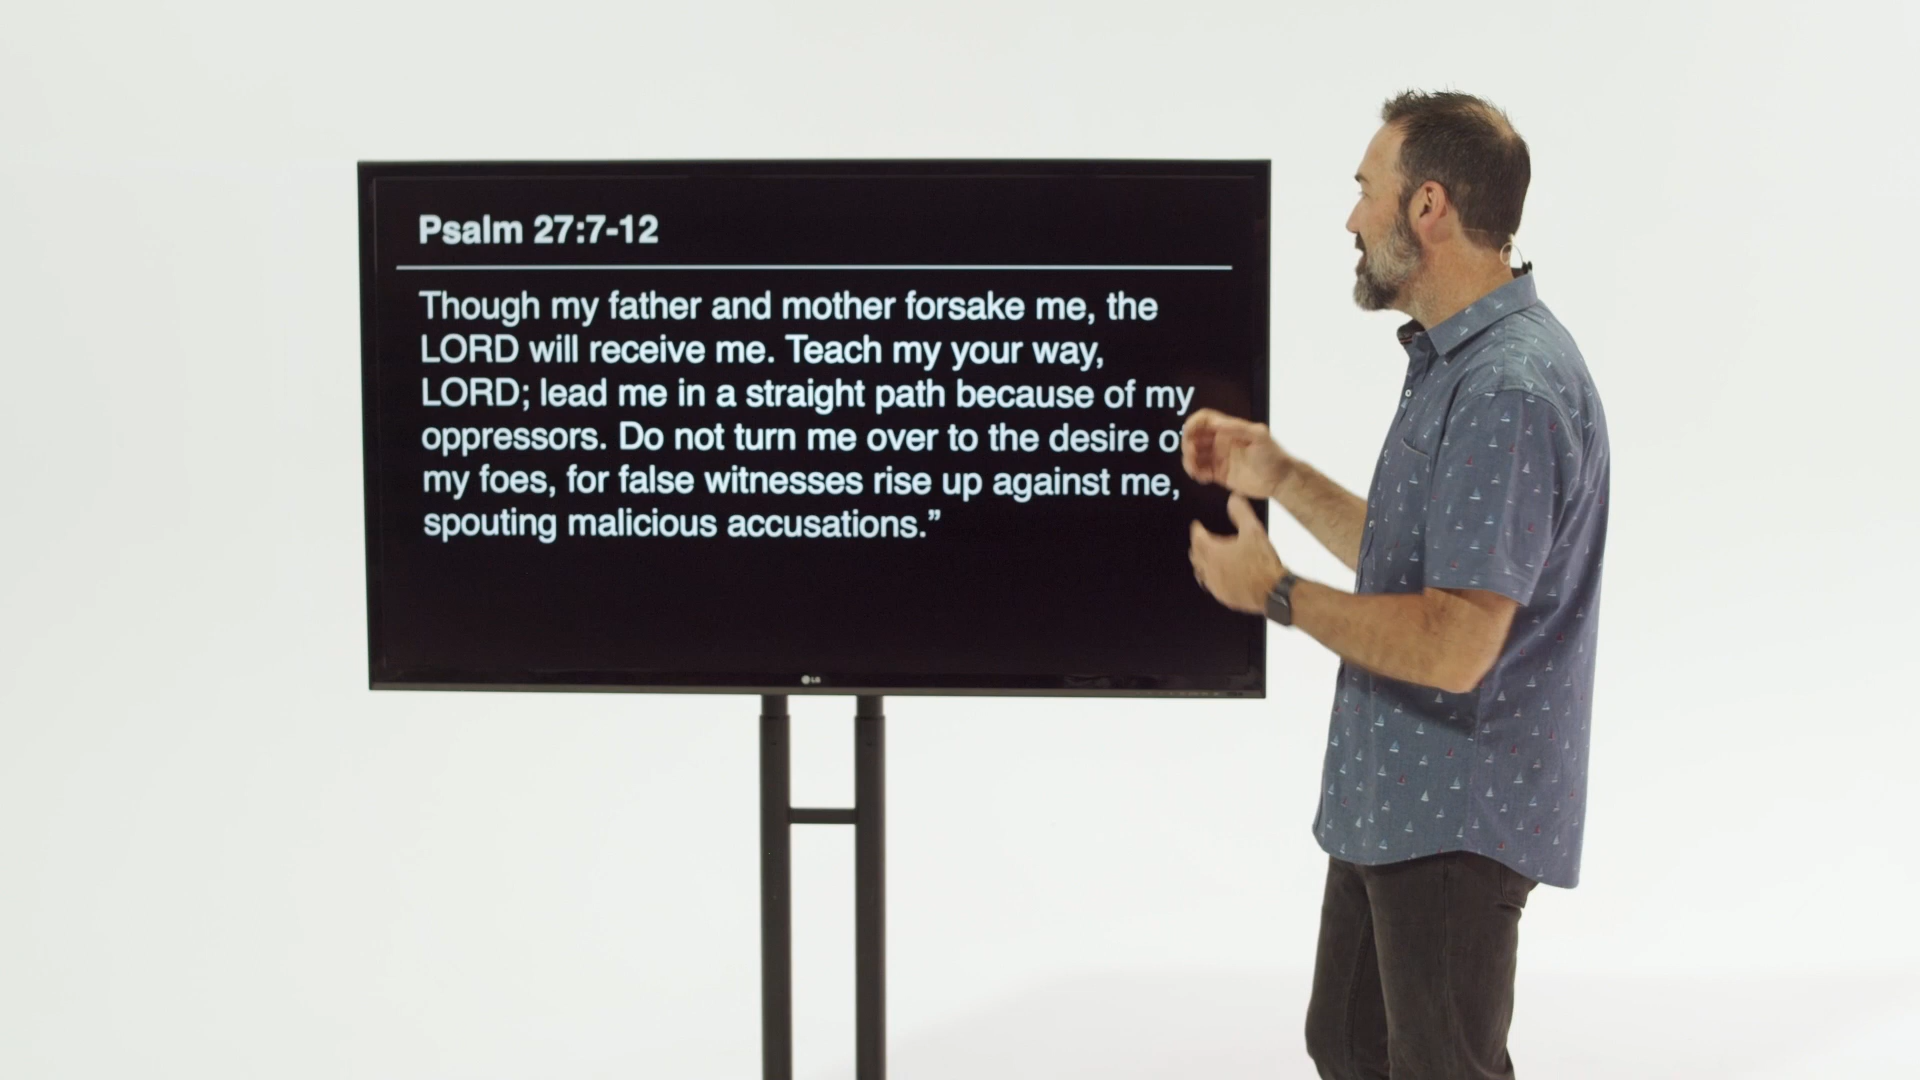 Psalm 27:7-12
Though my father and mother forsake me, the
LORD will receive me. Teach my your way,
LORD; lead me in a straight path because of my
oppressors. Do not turn me over to the desire of
my foes, for false witnesses rise up against me,
spouting malicious accusations.”
LG